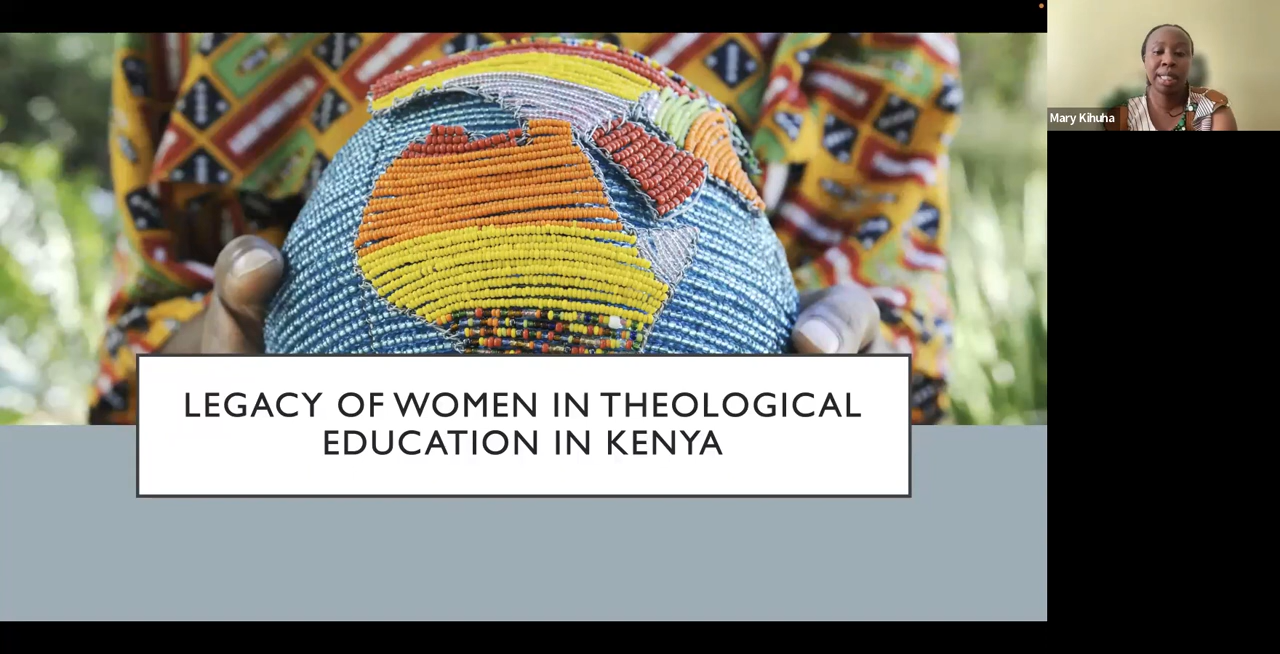 Mary Kihuha
LEGACY OF WOMEN IN THEOLOGICAL
EDUCATION IN KENYA